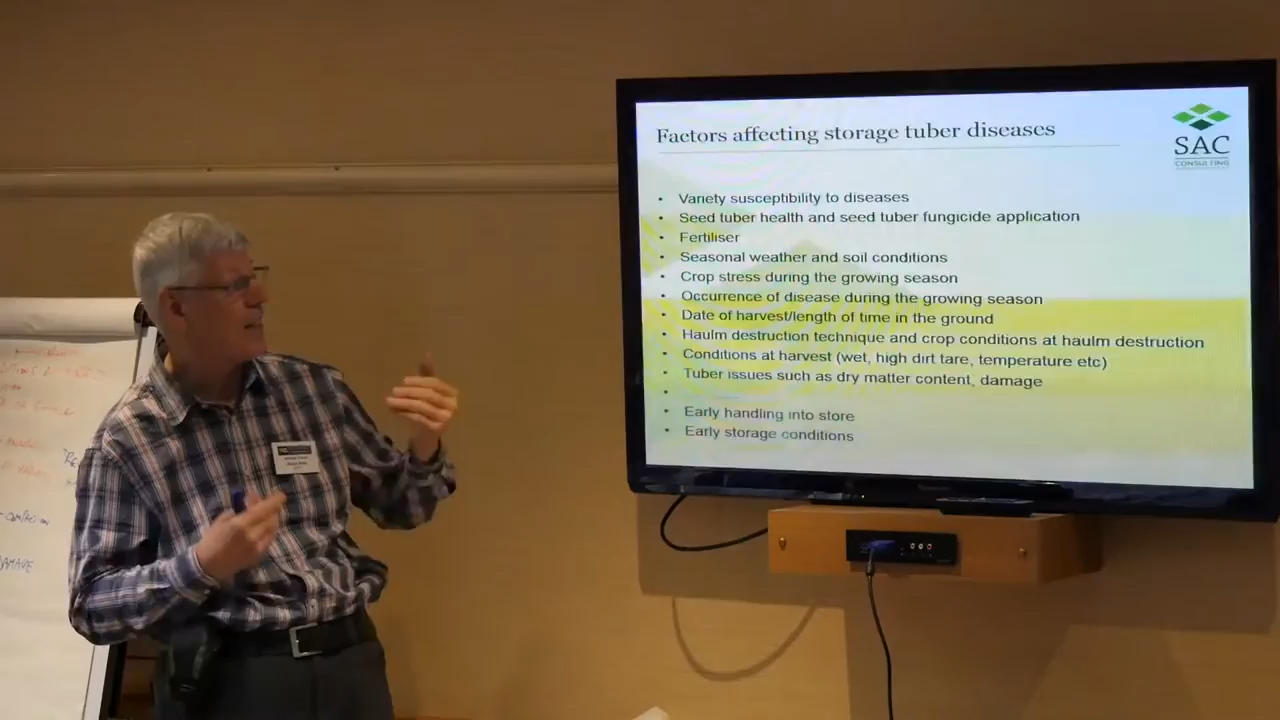 Factors affecting storage tuber diseases
SAC
CONSULTING
• Variety susceptibility to diseases
• Seed tuber health and seed tuber fungicide application
• Fertiliser
• Seasonal weather and soil conditions
• Crop stress during the growing season
• Occurrence of disease during the growing season
• Date of harvest/length of time in the ground
• Haulm destruction technique and crop conditions at haulm destruction
• Conditions at harvest (wet, high dirt tare, temperature etc)
• Tuber issues such as dry matter content, damage
•
• Early handling into store
• Early storage conditions